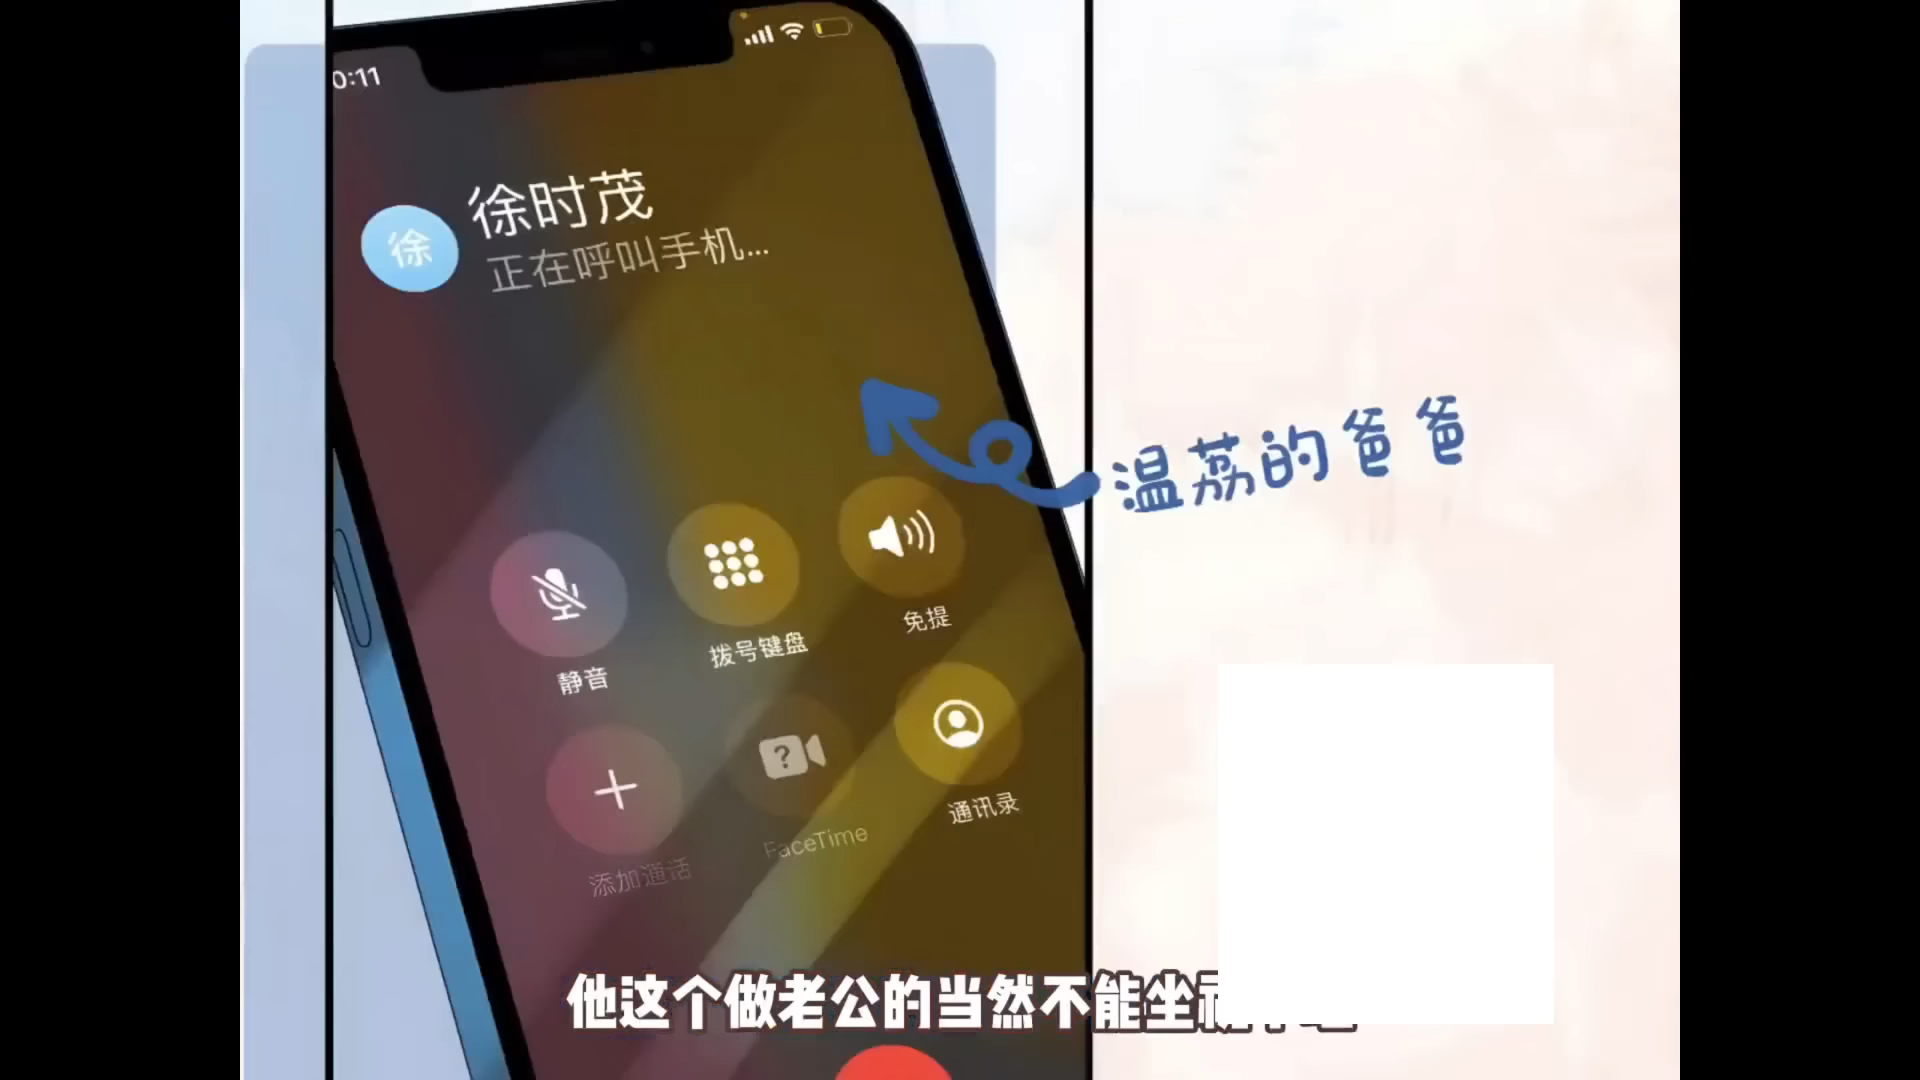 0:11
徐时茂
徐
正在呼叫手机...
温荔的爸爸
静音
拨号键盘
免提
添加通话
FaceTime
通讯录
他这个做老公的当然不能坐